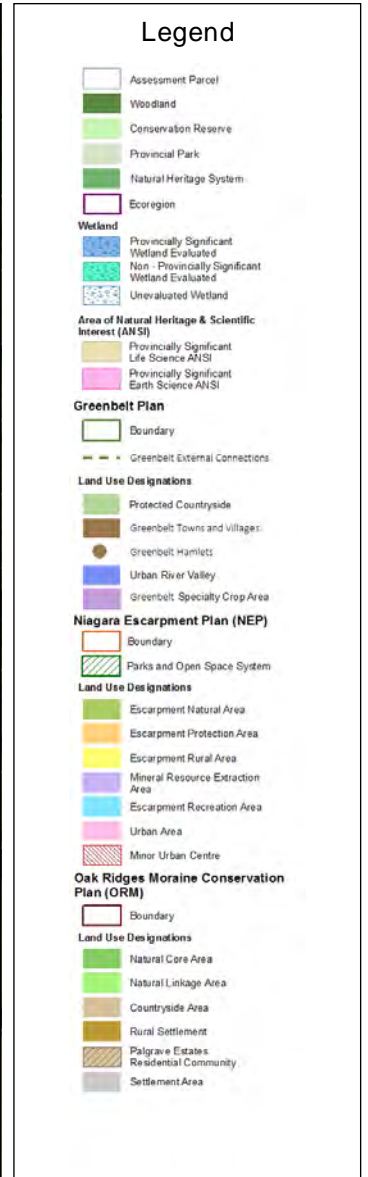 Legend
Assessment Parcel
Woodland
Conservation Reserve
Provincial Park
Natural Heritage System
Ecoregion
Wetland
Provincially Significant
Wetland Evaluated
Non - Provincially Significant
Wetland Evaluated
Unevaluated Wetland
Area of Natural Heritage & Scientific
Interest (ANSI)
Provincially Significant
Life Science ANSI
Provincially Significant
Earth Science ANSI
Greenbelt Plan
Boundary
Greenbelt External Connections
Land Use Designations
Protected Countryside
Greenbelt Towns and Villages
Greenbelt Hamlets
Urban River Valley
Greenbelt Specialty Crop Area
Niagara Escarpment Plan (NEP)
Boundary
Parks and Open Space System
Land Use Designations
Escarpment Natural Area
Escarpment Protection Area
Escarpment Rural Area
Mineral Resource Extraction
Area
Escarpment Recreation Area
Urban Area
Minor Urban Centre
Oak Ridges Moraine Conservation
Plan (ORM)
Boundary
Land Use Designations
Natural Core Area
Natural Linkage Area
Countryside Area
Rural Settlement
Palgrave Estates
Residential Community
Settlement Area